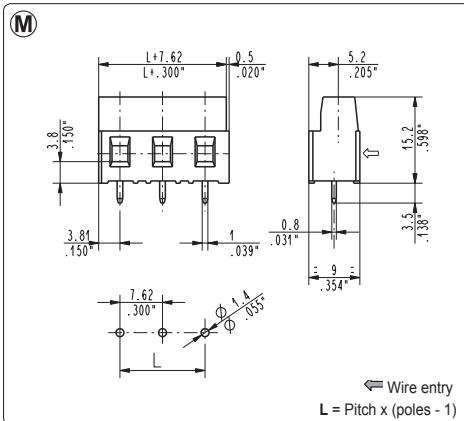 M
L+7.62
L+.300"
0.5
.020"
5.2
.205"
3.8
.150"
15.2
.598"
3.81
.150"
1
.039"
0.8
.031"
3.5
.138"
= 9 =
.354"
7.62
.300"
Ø 1.4
Ø .055"
L
Wire entry
L = Pitch x (poles - 1)